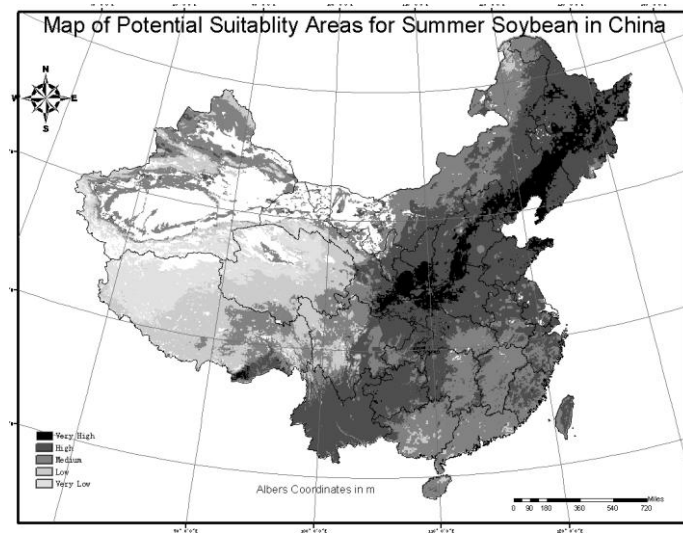 Map of Potential Suitablity Areas for Summer Soybean in China
N
W E
S
Very High
High
Medium
Low
Very Low
Albers Coordinates in m
Miles
0 90 180 360 540 720